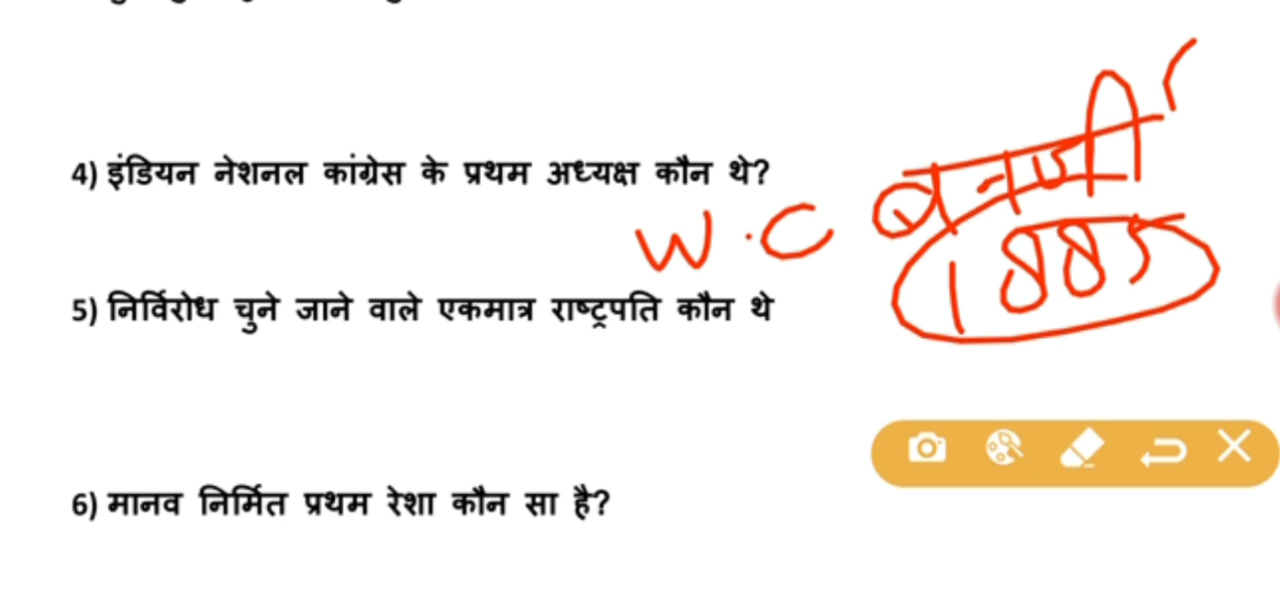 4) इंडियन नेशनल कांग्रेस के प्रथम अध्यक्ष कौन थे?
W.C बनर्जी
1885
5) निर्विरोध चुने जाने वाले एकमात्र राष्ट्रपति कौन थे
6) मानव निर्मित प्रथम रेशा कौन सा है?